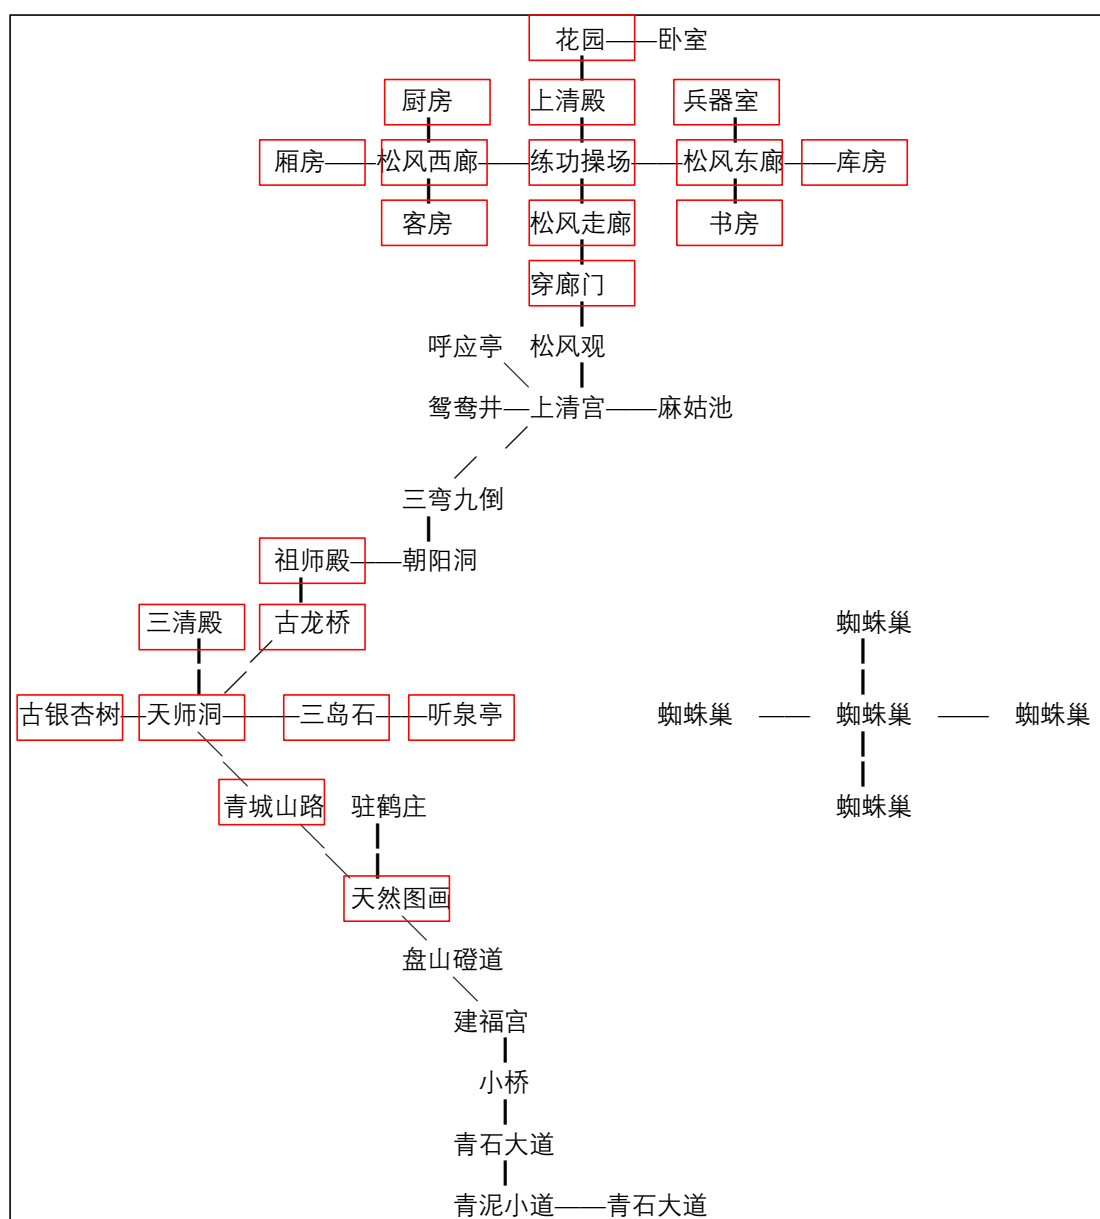 花园——卧室
厨房 上清殿 兵器室
厢房——松风西廊——练功操场——松风东廊——库房
客房 松风走廊 书房
穿廊门
呼应亭 松风观
鸳鸯井—上清宫——麻姑池
三弯九倒
祖师殿——朝阳洞
三清殿 古龙桥 蜘蛛巢
古银杏树—天师洞———三岛石——听泉亭 蜘蛛巢 —— 蜘蛛巢 —— 蜘蛛巢
青城山路 驻鹤庄 蜘蛛巢
天然图画
盘山磴道
建福宫
小桥
青石大道
青泥小道——青石大道